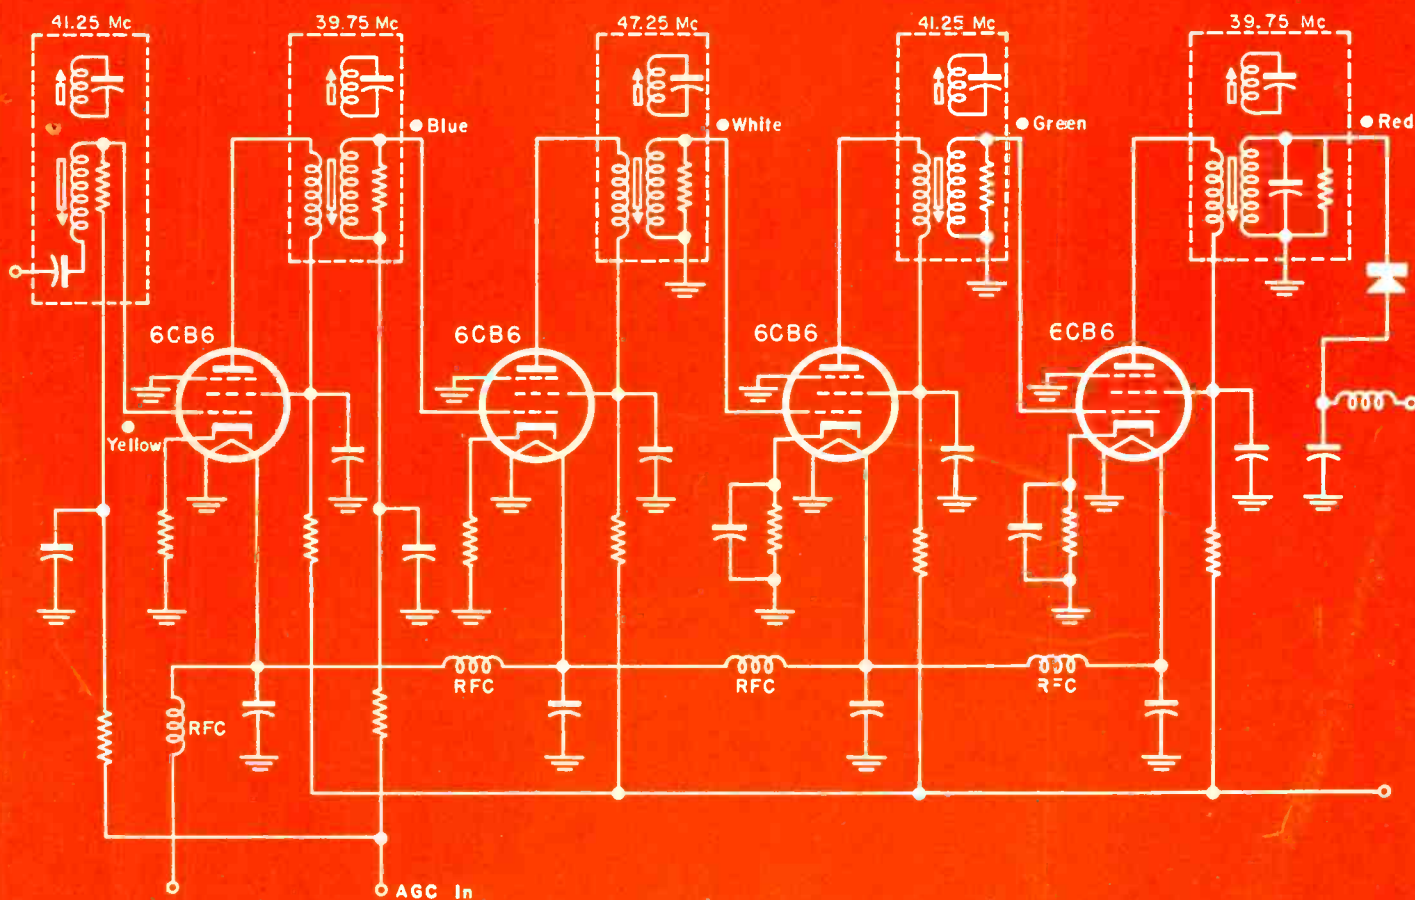 41.25 Mc
39.75 Mc
47.25 Mc
41.25 Mc
39.75 Mc
Blue
White
Green
Red
6CB6
6CB6
6CB6
6CB6
Yellow
RFC
RFC
RFC
RFC
AGC In